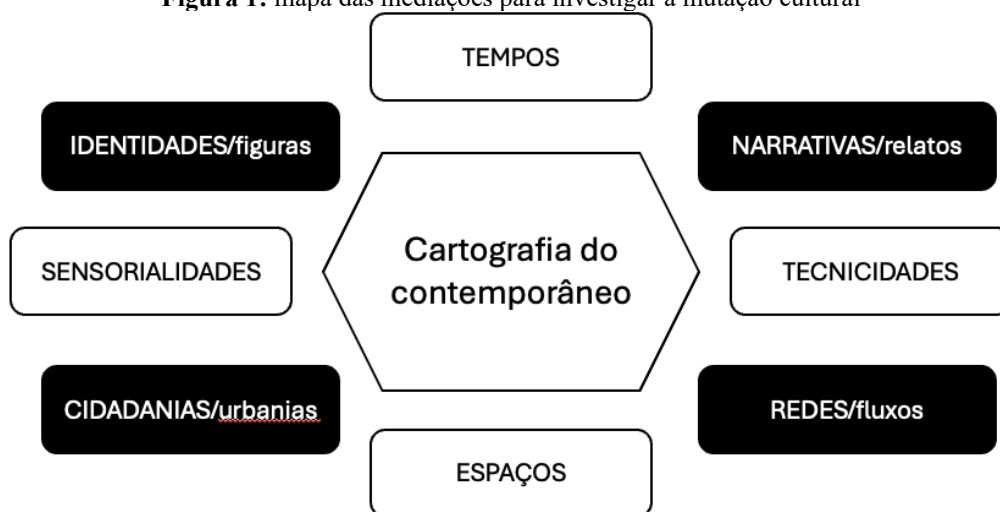 Figura 1: mapa das mediações para investigar a mutação cultural
TEMPOS
IDENTIDADES/figuras
NARRATIVAS/relatos
SENSORIALIDADES
Cartografia do
contemporâneo
TECNICIDADES
CIDADANIAS/urbanias
REDES/fluxos
ESPAÇOS